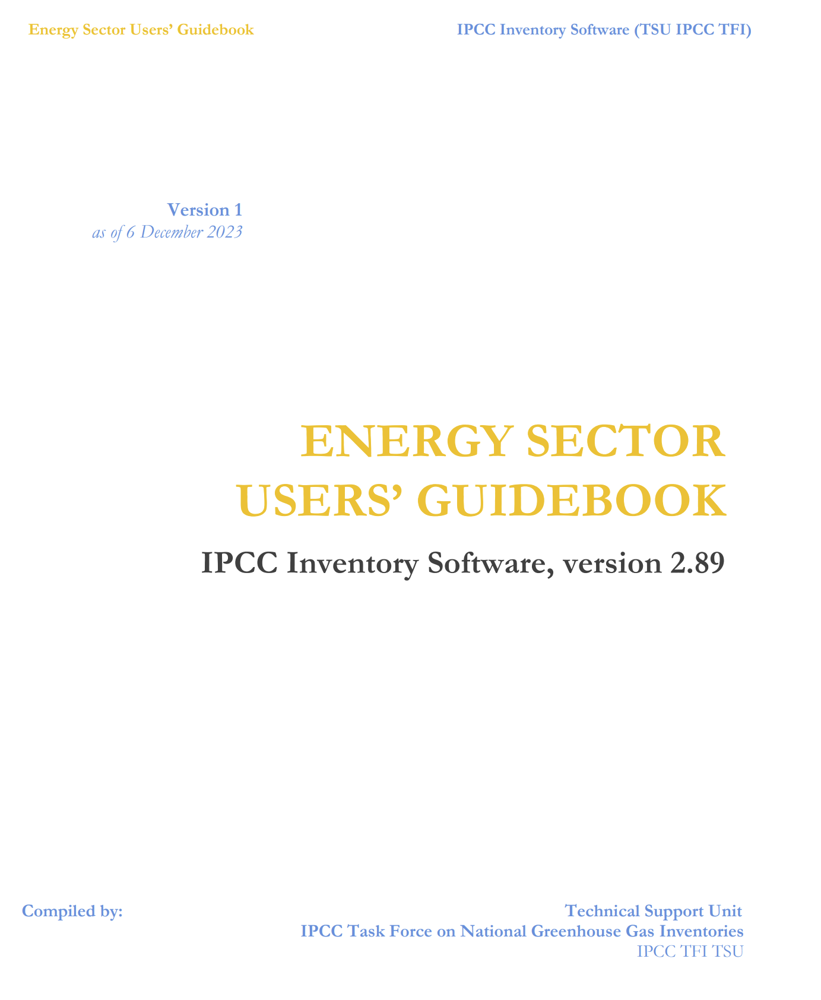 Energy Sector Users’ Guidebook
IPCC Inventory Software (TSU IPCC TFI)
Version 1
as of 6 December 2023
ENERGY SECTOR
USERS’ GUIDEBOOK
IPCC Inventory Software, version 2.89
Compiled by:
Technical Support Unit
IPCC Task Force on National Greenhouse Gas Inventories
IPCC TFI TSU